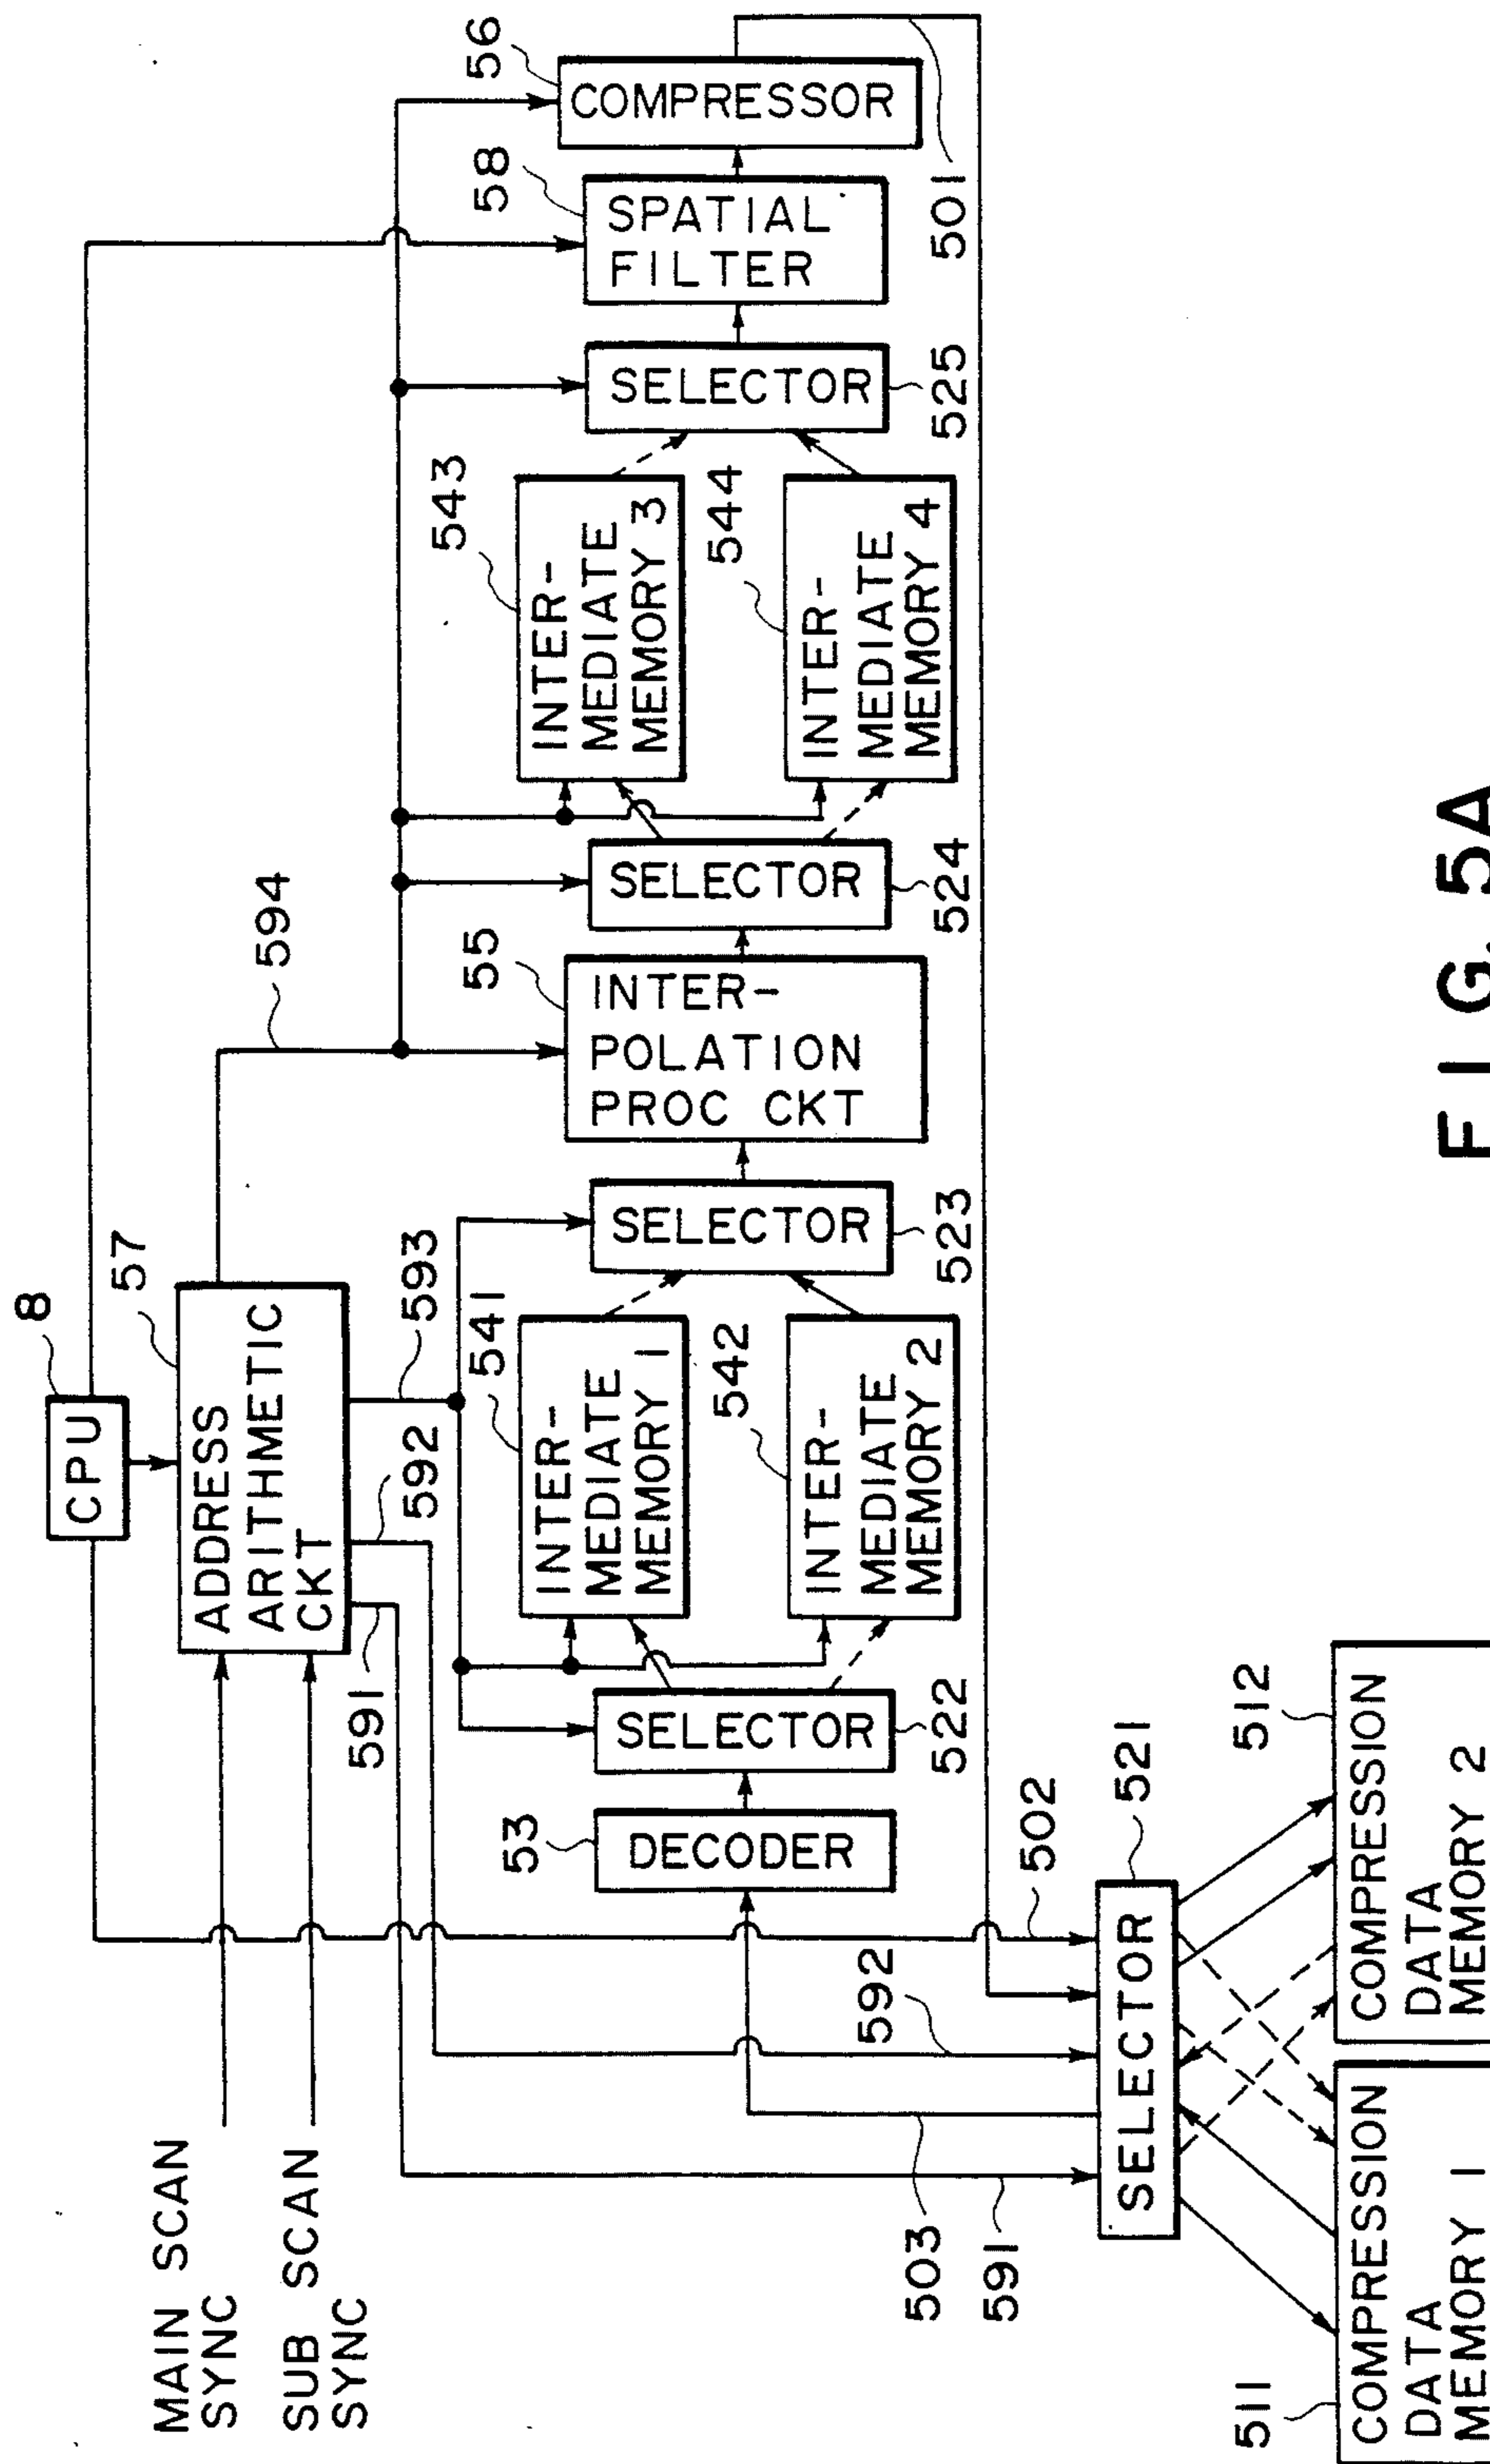 MAIN SCAN
SYNC
SUB SCAN
SYNC
8
CPU
57
ADDRESS
ARITHMETIC
CKT
591
592
593
594
53
DECODER
SELECTOR
522
541
INTER-
MEDIATE
MEMORY 1
542
INTER-
MEDIATE
MEMORY 2
SELECTOR
523
55
INTER-
POLATION
PROC CKT
SELECTOR
524
543
INTER-
MEDIATE
MEMORY 3
544
INTER-
MEDIATE
MEMORY 4
SELECTOR
525
58
SPATIAL
FILTER
56
COMPRESSOR
501
503
591
592
502
SELECTOR
521
511
COMPRESSION
DATA
MEMORY 1
512
COMPRESSION
DATA
MEMORY 2
FIG. 5A